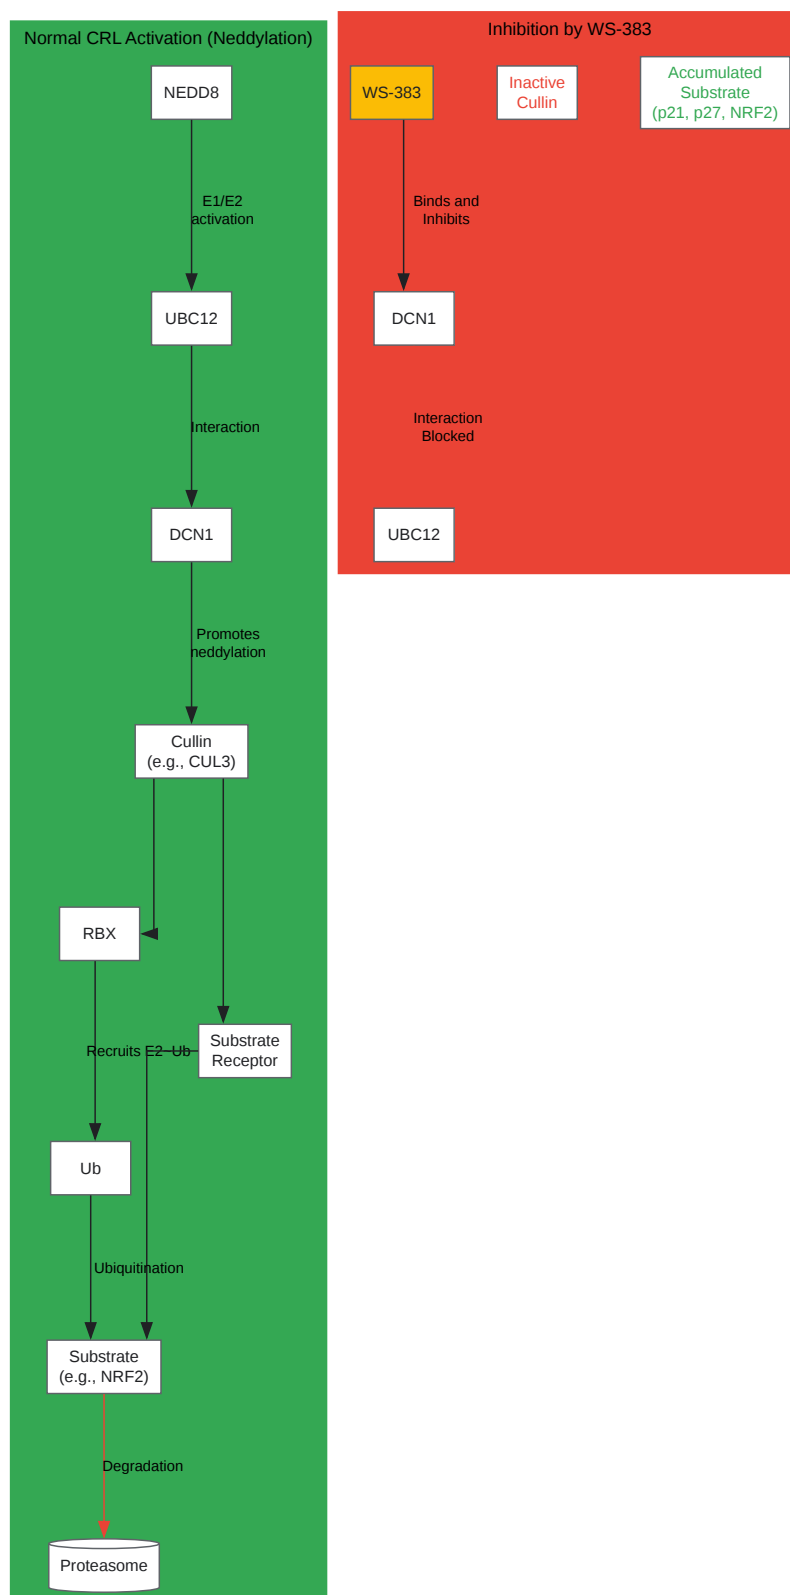 Normal CRL Activation (Neddylation)
NEDD8
E1/E2
activation
UBC12
Interaction
DCN1
Promotes
neddylation
Cullin
(e.g., CUL3)
RBX
Substrate
Receptor
Recruits E2~Ub
Ub
Ubiquitination
Substrate
(e.g., NRF2)
Degradation
Proteasome
Inhibition by WS-383
WS-383
Inactive
Cullin
Accumulated
Substrate
(p21, p27, NRF2)
Binds and
Inhibits
DCN1
Interaction
Blocked
UBC12